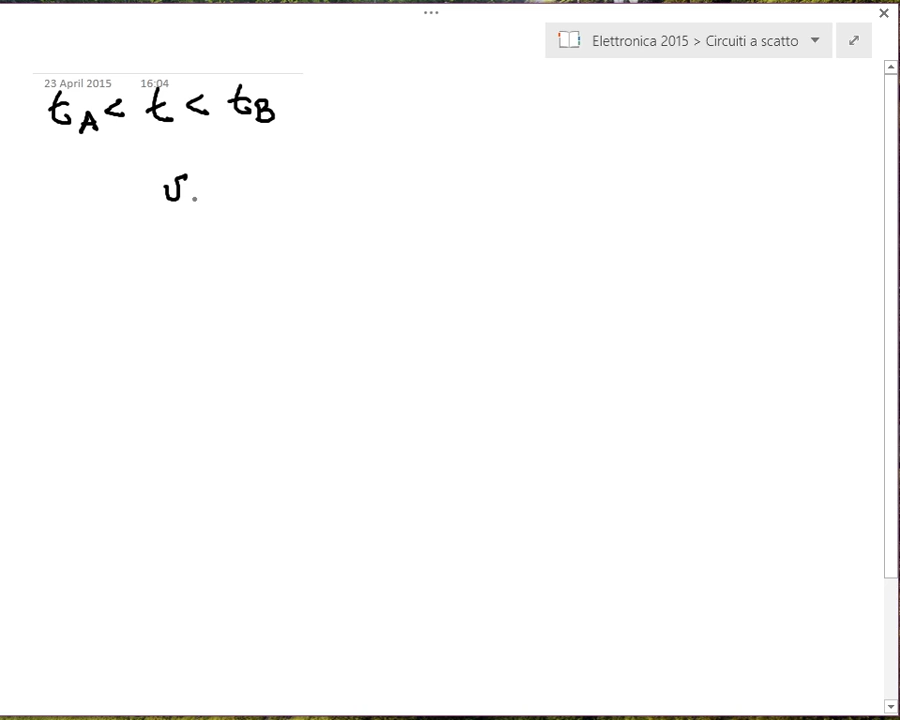 Elettronica 2015 > Circuiti a scatto
23 April 2015 16:04
tA < t < tB
v